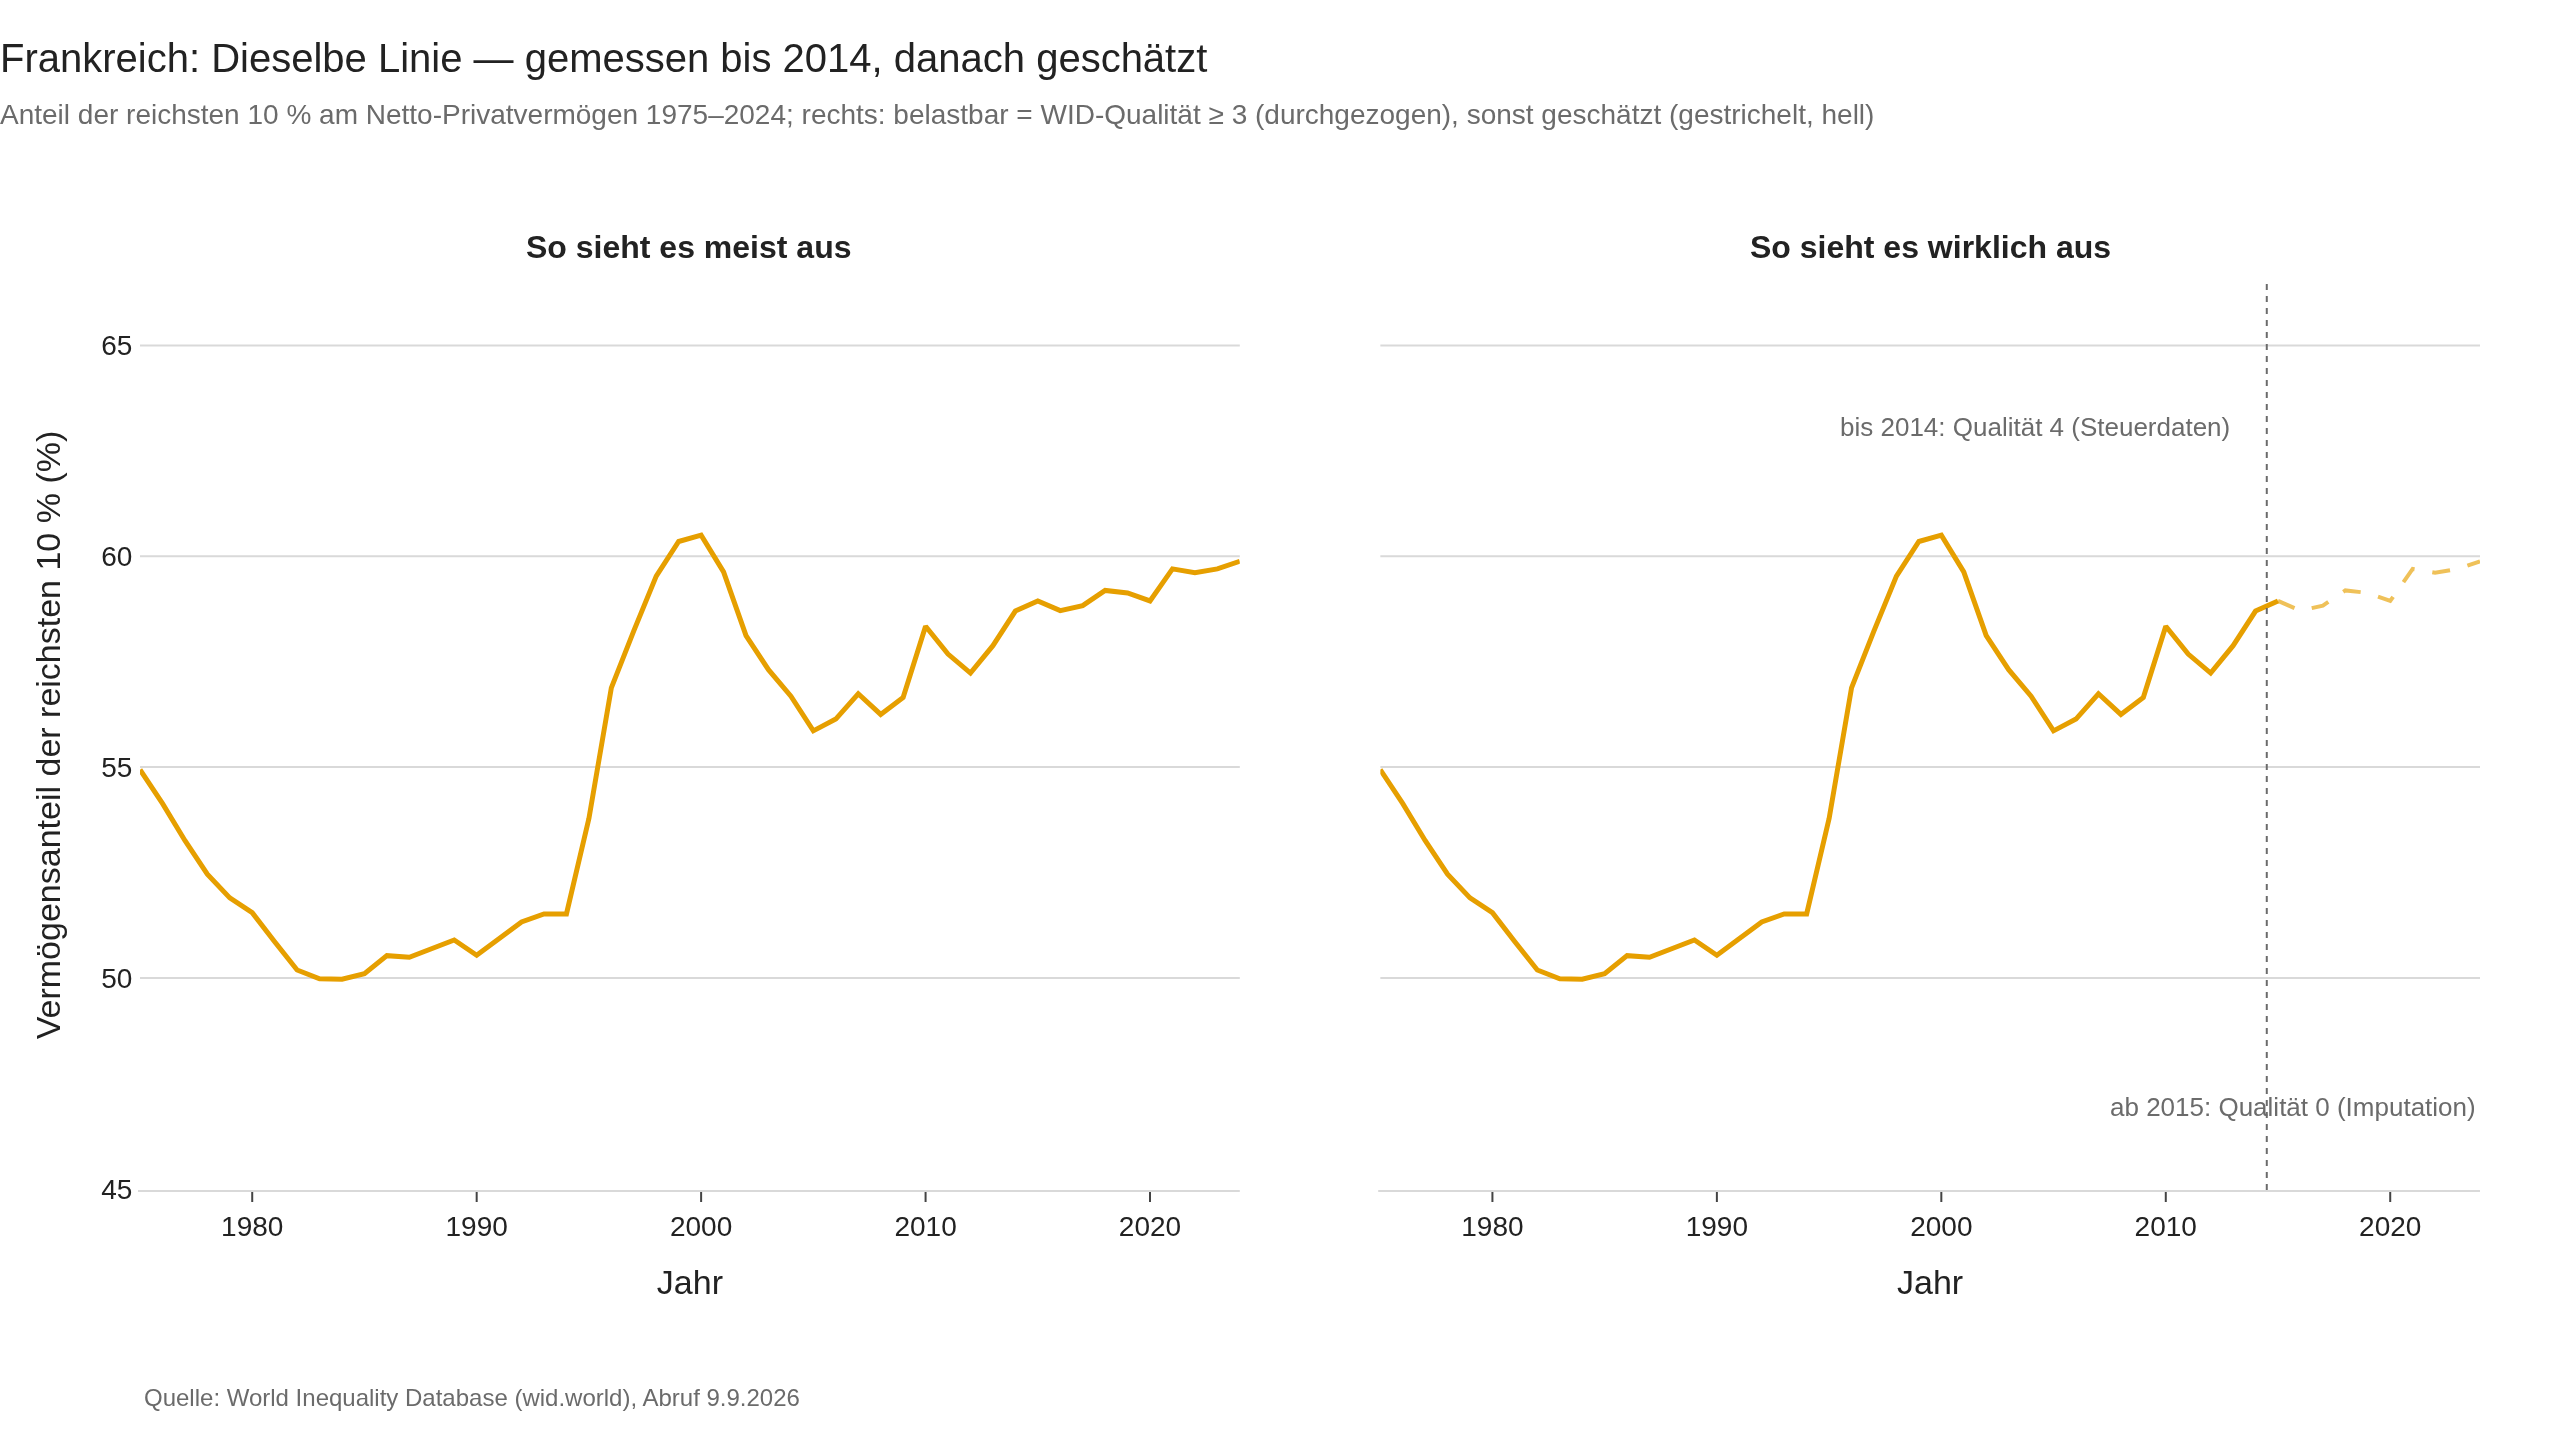 Frankreich: Dieselbe Linie — gemessen bis 2014, danach geschätzt
Anteil der reichsten 10 % am Netto-Privatvermögen 1975–2024; rechts: belastbar = WID-Qualität ≥ 3 (durchgezogen), sonst geschätzt (gestrichelt, hell)
So sieht es meist aus
Vermögensanteil der reichsten 10 % (%)
65
60
55
50
45
1980
1990
2000
2010
2020
Jahr
So sieht es wirklich aus
bis 2014: Qualität 4 (Steuerdaten)
ab 2015: Qualität 0 (Imputation)
1980
1990
2000
2010
2020
Jahr
Quelle: World Inequality Database (wid.world), Abruf 9.9.2026